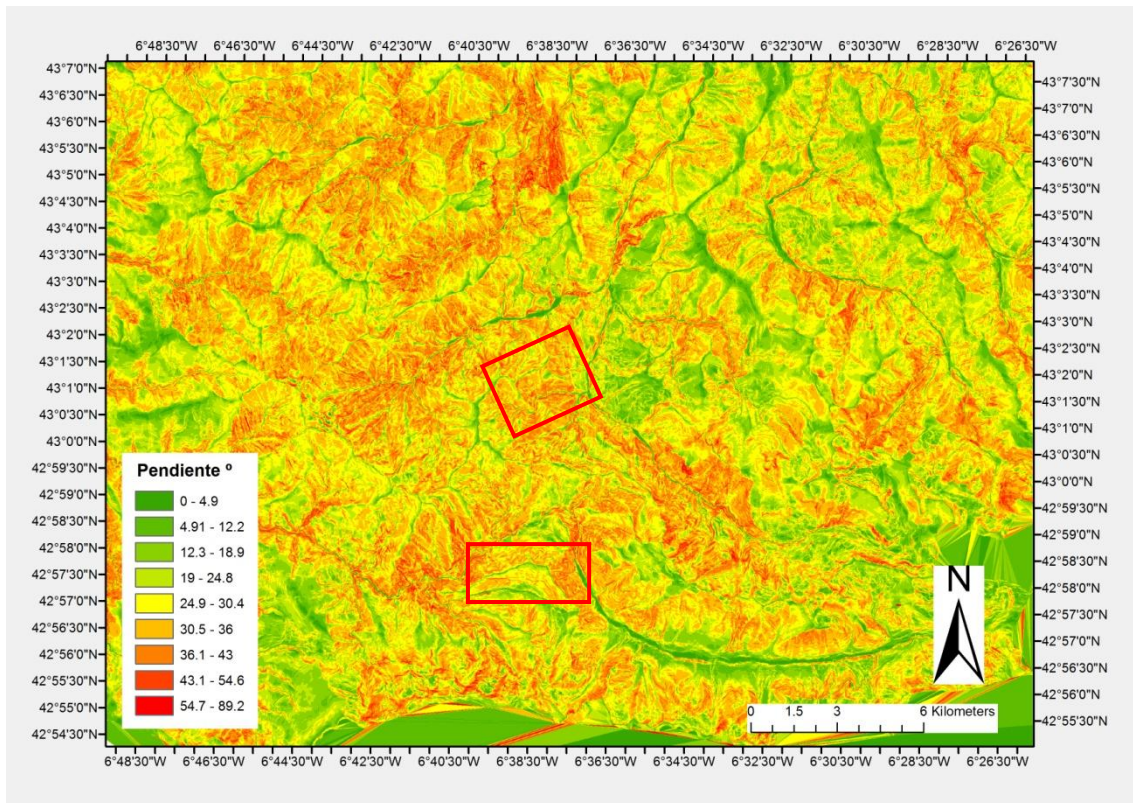 6°48'30"W 6°46'30"W 6°44'30"W 6°42'30"W 6°40'30"W 6°38'30"W 6°36'30"W 6°34'30"W 6°32'30"W 6°30'30"W 6°28'30"W 6°26'30"W
43°7'0"N
43°6'30"N
43°6'0"N
43°5'30"N
43°5'0"N
43°4'30"N
43°4'0"N
43°3'30"N
43°3'0"N
43°2'30"N
43°2'0"N
43°1'30"N
43°1'0"N
43°0'30"N
43°0'0"N
42°59'30"N
42°59'0"N
42°58'30"N
42°58'0"N
42°57'30"N
42°57'0"N
42°56'30"N
42°56'0"N
42°55'30"N
42°55'0"N
42°54'30"N
43°7'30"N
43°7'0"N
43°6'30"N
43°6'0"N
43°5'30"N
43°5'0"N
43°4'30"N
43°4'0"N
43°3'30"N
43°3'0"N
43°2'30"N
43°2'0"N
43°1'30"N
43°1'0"N
43°0'30"N
43°0'0"N
42°59'30"N
42°59'0"N
42°58'30"N
42°58'0"N
42°57'30"N
42°57'0"N
42°56'30"N
42°56'0"N
42°55'30"N
Pendiente º
0 - 4.9
4.91 - 12.2
12.3 - 18.9
19 - 24.8
24.9 - 30.4
30.5 - 36
36.1 - 43
43.1 - 54.6
54.7 - 89.2
N
0 1.5 3 6 Kilometers
6°48'30"W 6°46'30"W 6°44'30"W 6°42'30"W 6°40'30"W 6°38'30"W 6°36'30"W 6°34'30"W 6°32'30"W 6°30'30"W 6°28'30"W 6°26'30"W